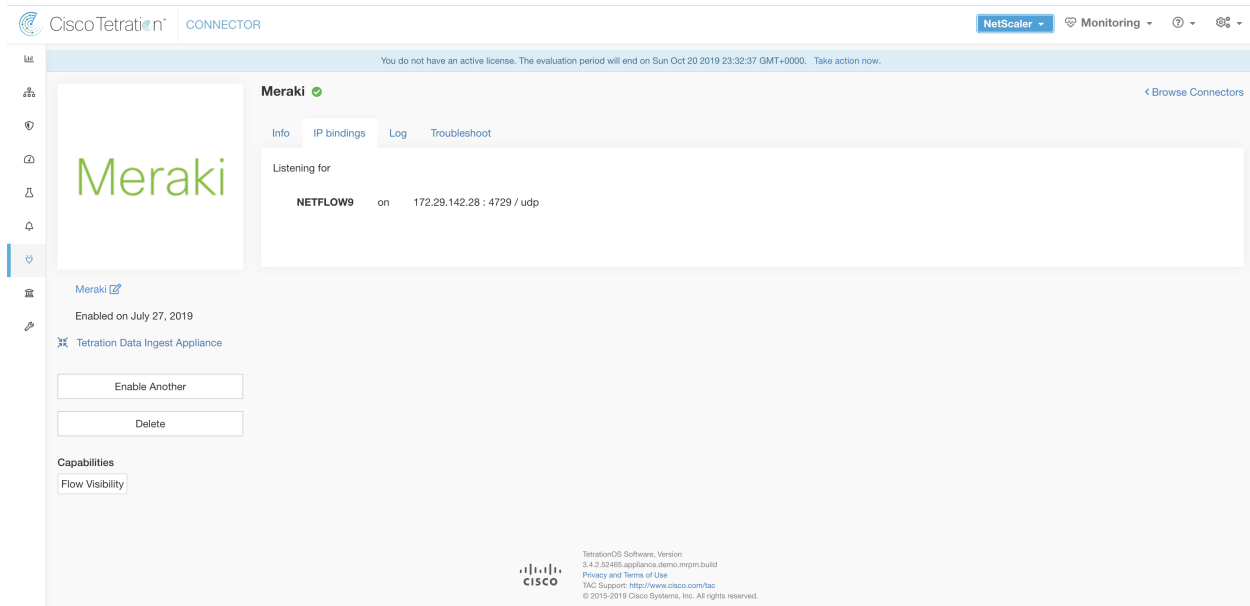 Cisco Tetration™ CONNECTOR NetScaler Monitoring
You do not have an active license. The evaluation period will end on Sun Oct 20 2019 23:32:37 GMT+0000. Take action now.
Meraki
Browse Connectors
Info IP bindings Log Troubleshoot
Meraki
Listening for
NETFLOW9 on 172.29.142.28 : 4729 / udp
Meraki
Enabled on July 27, 2019
Tetration Data Ingest Appliance
Enable Another
Delete
Capabilities
Flow Visibility
CISCO
TetrationOS Software, Version
3.4.2.52465.appliance.demo.mrpm.build
Privacy and Terms of Use
TAC Support: http://www.cisco.com/tac
© 2015-2019 Cisco Systems, Inc. All rights reserved.